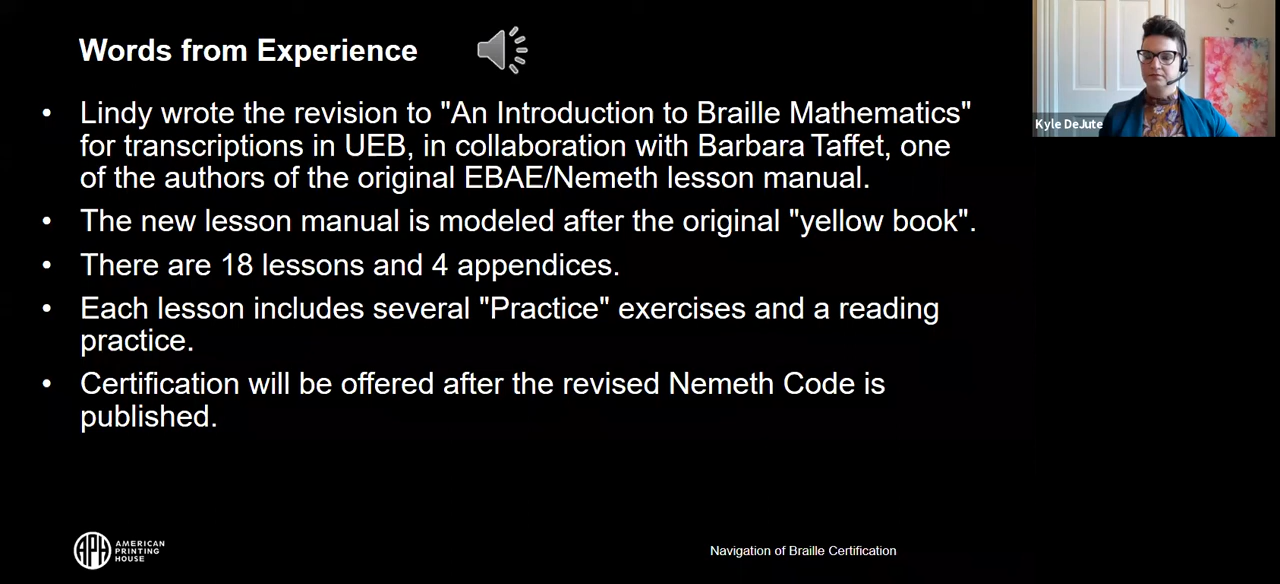 Words from Experience
Kyle DeJute
• Lindy wrote the revision to "An Introduction to Braille Mathematics"
for transcriptions in UEB, in collaboration with Barbara Taffet, one
of the authors of the original EBAE/Nemeth lesson manual.
• The new lesson manual is modeled after the original "yellow book".
• There are 18 lessons and 4 appendices.
• Each lesson includes several "Practice" exercises and a reading
practice.
• Certification will be offered after the revised Nemeth Code is
published.
APH
AMERICAN
PRINTING
HOUSE
Navigation of Braille Certification